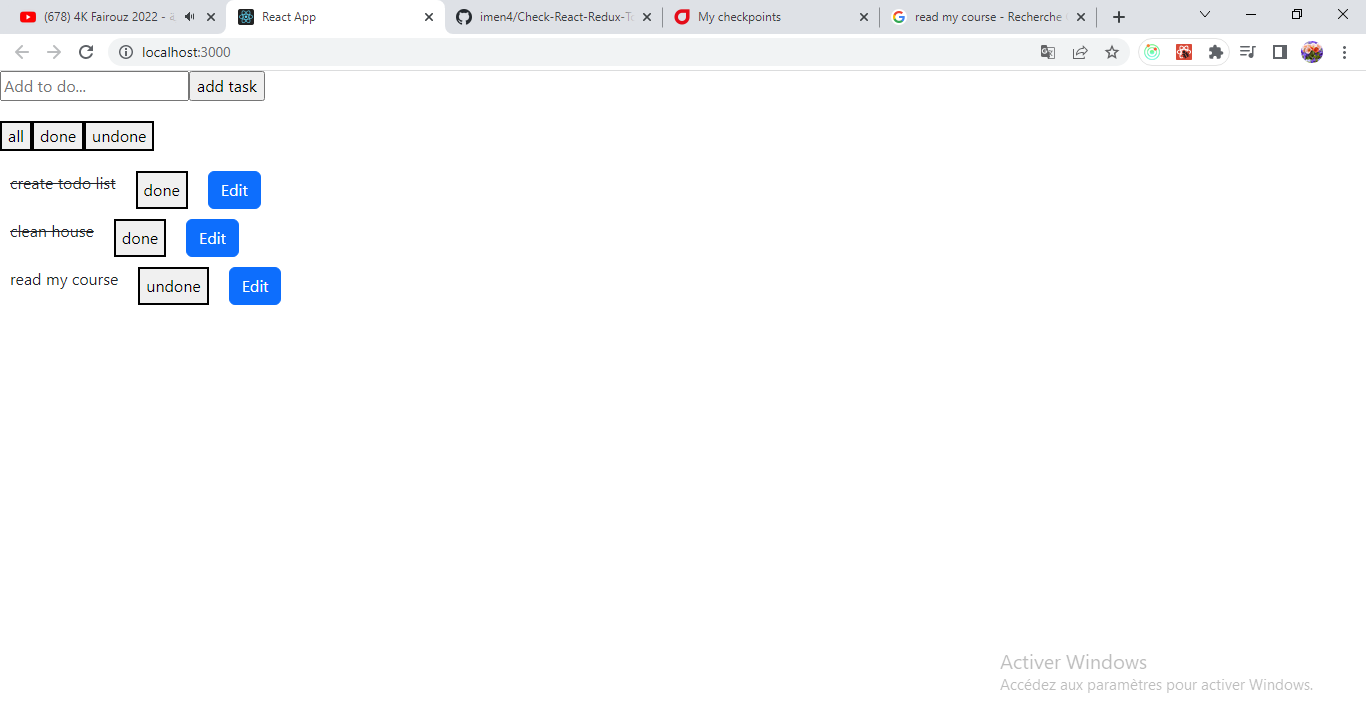 (678) 4K Fairouz 2022 -
React App
imen4/Check-React-Redux-To
My checkpoints
read my course - Recherche
localhost:3000
Add to do...
add task
all done undone
create todo list done Edit
clean house done Edit
read my course undone Edit
Activer Windows
Accédez aux paramètres pour activer Windows.